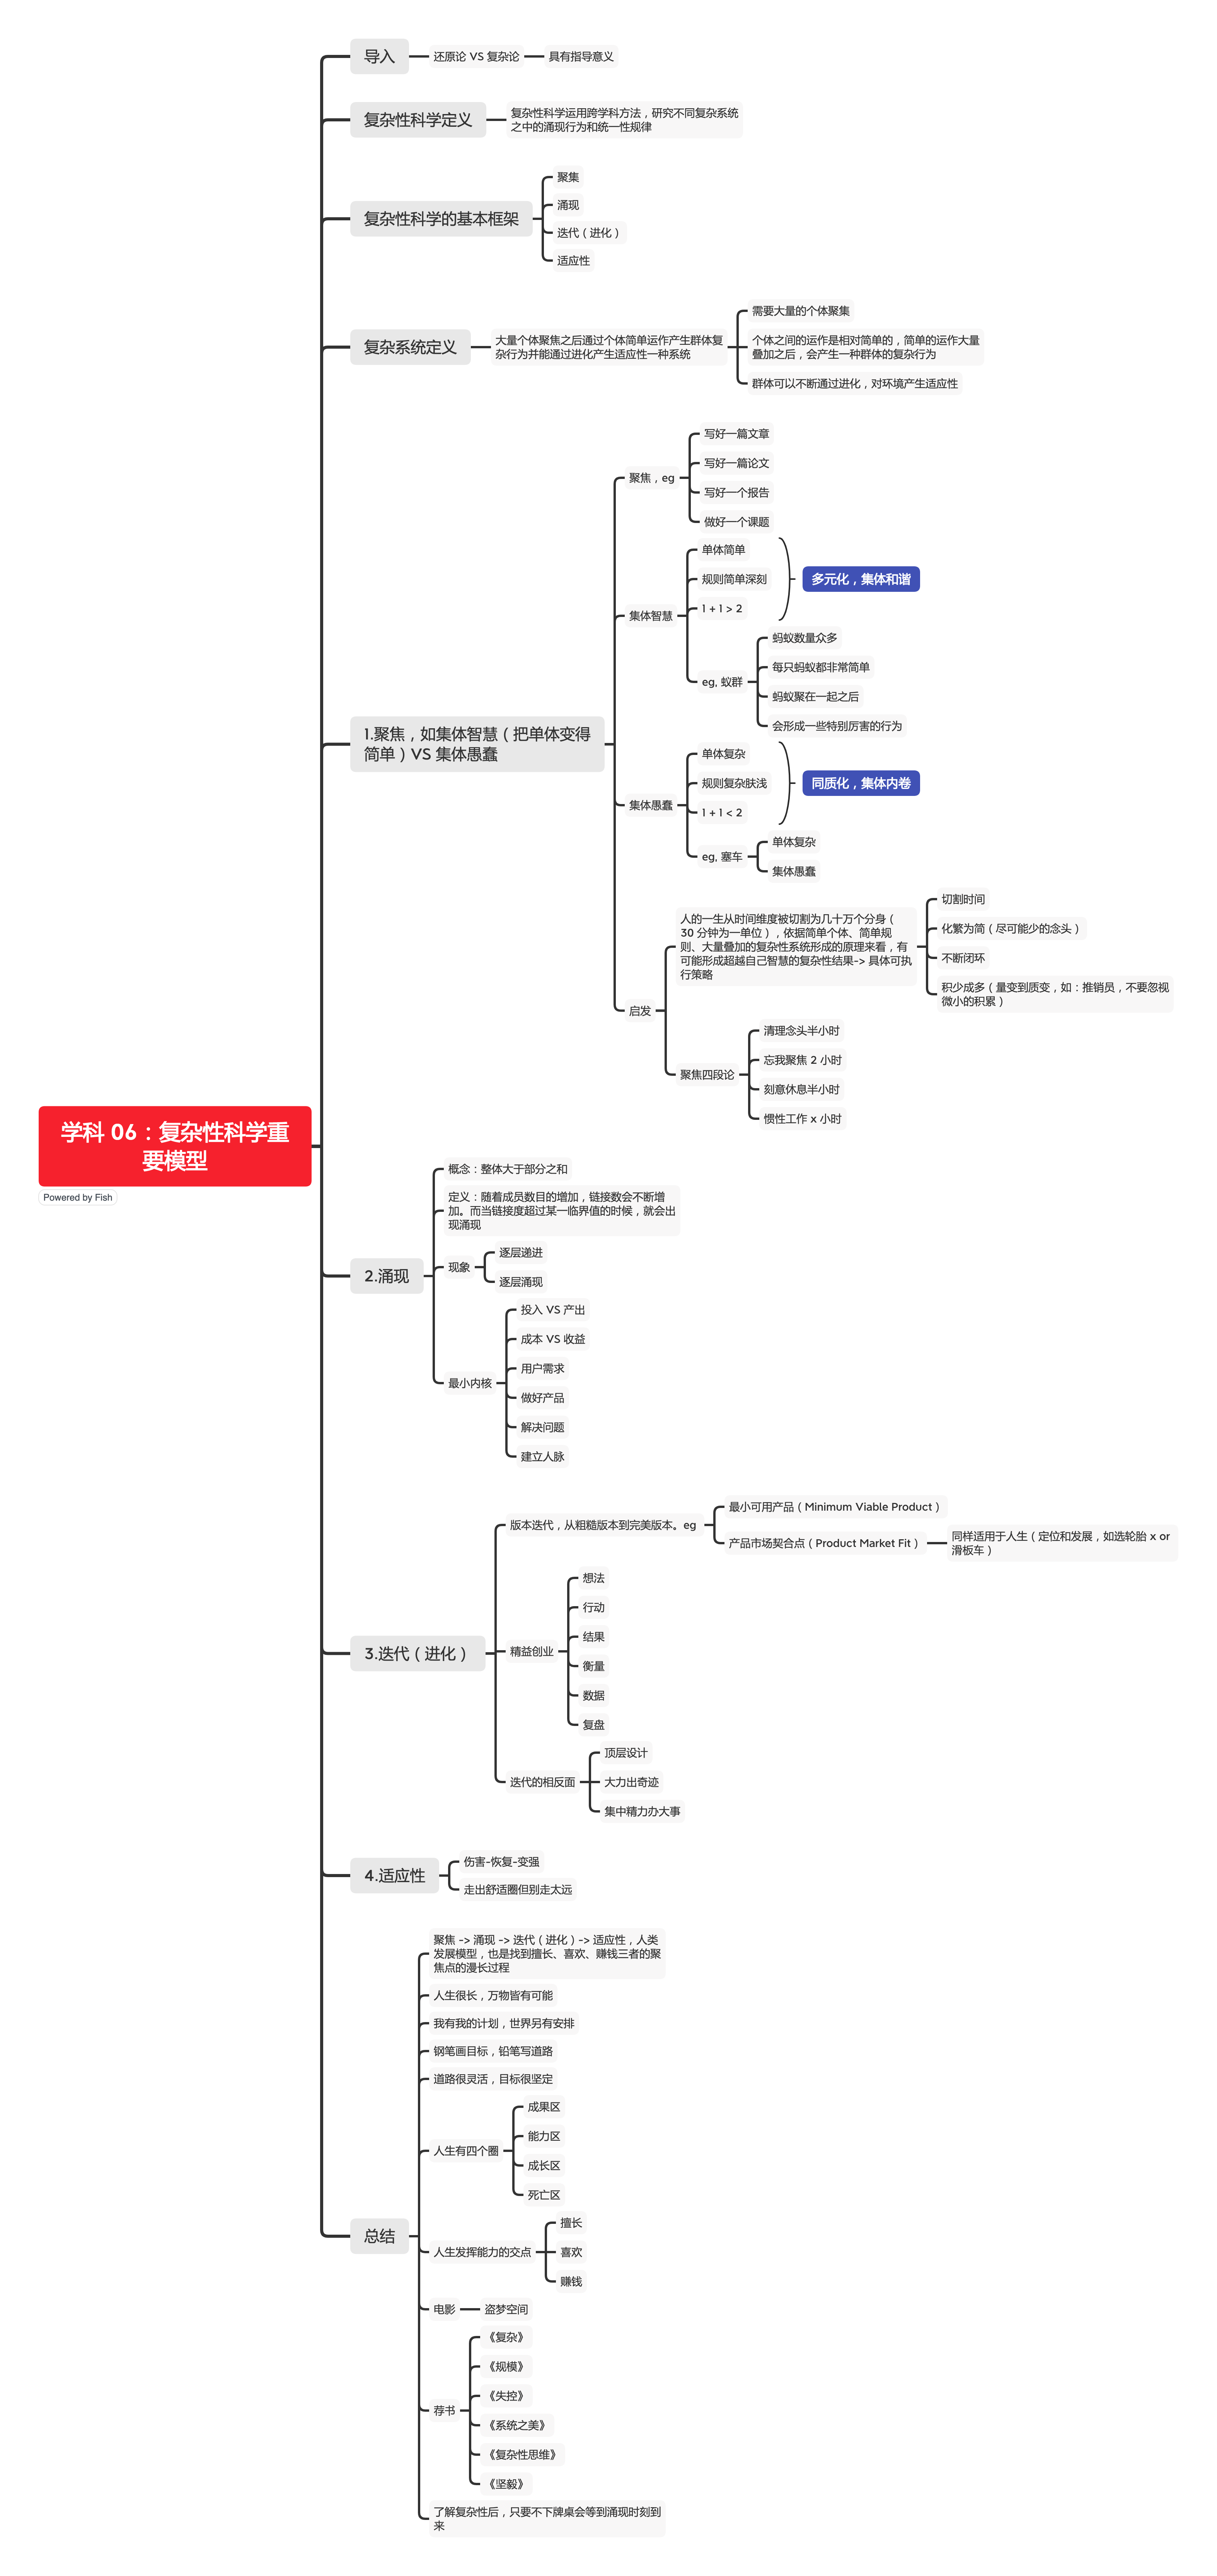 导入
还原论 VS 复杂论
具有指导意义
复杂性科学定义
复杂性科学运用跨学科方法，研究不同复杂系统
之中的涌现行为和统一性规律
复杂性科学的基本框架
聚集
涌现
迭代（进化）
适应性
复杂系统定义
大量个体聚焦之后通过个体简单运作产生群体复
杂行为并能通过进化产生适应性一种系统
需要大量的个体聚集
个体之间的运作是相对简单的，简单的运作大量
叠加之后，会产生一种群体的复杂行为
群体可以不断通过进化，对环境产生适应性
1.聚焦，如集体智慧（把单体变得
简单）VS 集体愚蠢
聚焦，eg
写好一篇文章
写好一篇论文
写好一个报告
做好一个课题
集体智慧
单体简单
规则简单深刻
1 + 1 > 2
多元化，集体和谐
eg, 蚁群
蚂蚁数量众多
每只蚂蚁都非常简单
蚂蚁聚在一起之后
会形成一些特别厉害的行为
集体愚蠢
单体复杂
规则复杂肤浅
1 + 1 < 2
同质化，集体内卷
eg, 塞车
单体复杂
集体愚蠢
启发
人的一生从时间维度被切割为几十万个分身（
30 分钟为一单位），依据简单个体、简单规
则、大量叠加的复杂性系统形成的原理来看，有
可能形成超越自己智慧的复杂性结果-> 具体可执
行策略
切割时间
化繁为简（尽可能少的念头）
不断闭环
积少成多（量变到质变，如：推销员，不要忽视
微小的积累）
聚焦四段论
清理念头半小时
忘我聚焦 2 小时
刻意休息半小时
惯性工作 x 小时
学科 06：复杂性科学重
要模型
Powered by Fish
2.涌现
概念：整体大于部分之和
定义：随着成员数目的增加，链接数会不断增
加。而当链接度超过某一临界值的时候，就会出
现涌现
现象
逐层递进
逐层涌现
最小内核
投入 VS 产出
成本 VS 收益
用户需求
做好产品
解决问题
建立人脉
3.迭代（进化）
版本迭代，从粗糙版本到完美版本。eg
最小可用产品（Minimum Viable Product）
产品市场契合点（Product Market Fit）
同样适用于人生（定位和发展，如选轮胎 x or
滑板车）
精益创业
想法
行动
结果
衡量
数据
复盘
迭代的相反面
顶层设计
大力出奇迹
集中精力办大事
4.适应性
伤害-恢复-变强
走出舒适圈但别走太远
总结
聚焦 -> 涌现 -> 迭代（进化）-> 适应性，人类
发展模型，也是找到擅长、喜欢、赚钱三者的聚
焦点的漫长过程
人生很长，万物皆有可能
我有我的计划，世界另有安排
钢笔画目标，铅笔写道路
道路很灵活，目标很坚定
人生有四个圈
成果区
能力区
成长区
死亡区
人生发挥能力的交点
擅长
喜欢
赚钱
电影
盗梦空间
荐书
《复杂》
《规模》
《失控》
《系统之美》
《复杂性思维》
《坚毅》
了解复杂性后，只要不下牌桌会等到涌现时刻到
来